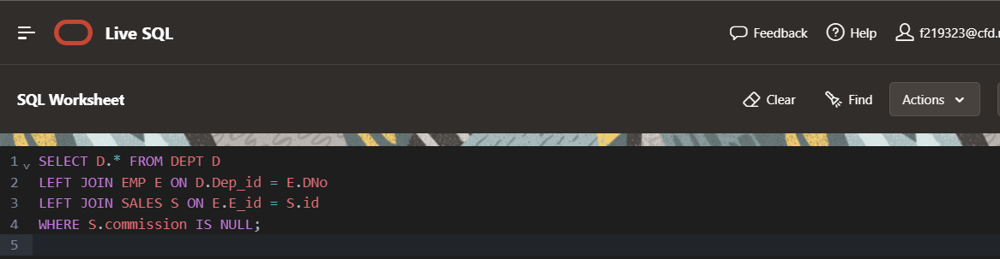 Live SQL Feedback Help f219323@cfd.
SQL Worksheet Clear Find Actions
1 SELECT D.* FROM DEPT D
2 LEFT JOIN EMP E ON D.Dep_id = E.DNo
3 LEFT JOIN SALES S ON E.E_id = S.id
4 WHERE S.commission IS NULL;
5